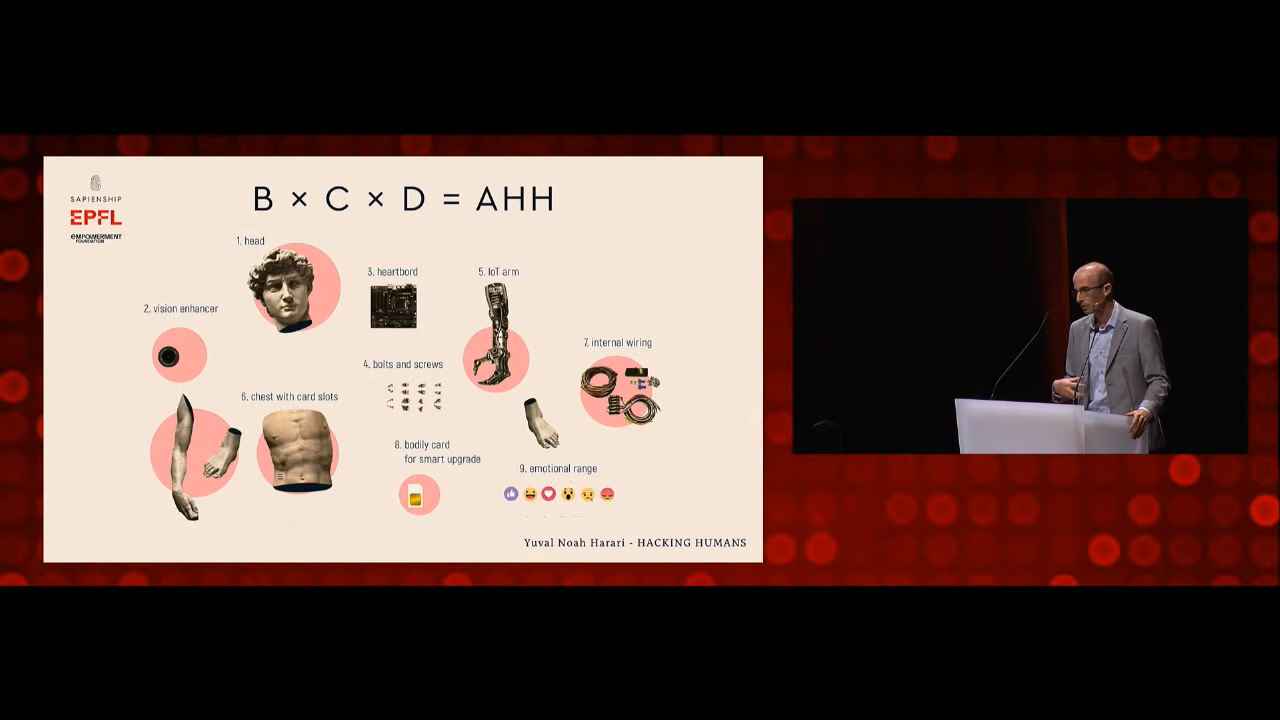 SAPIENSHIP
EPFL
EMPOWERMENT
FOUNDATION
B × C × D = AHH
1. head
2. vision enhancer
3. heartbord
4. bolts and screws
5. IoT arm
6. chest with card slots
7. internal wiring
8. bodily card
for smart upgrade
9. emotional range
Yuval Noah Harari - HACKING HUMANS